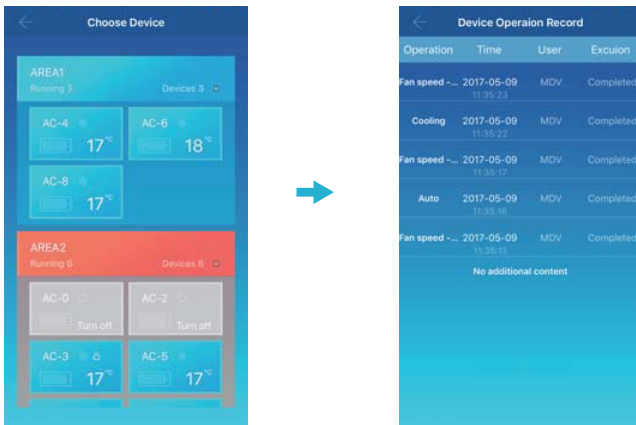 Choose Device
AREA1
Running 3 Devices 3
AC-4 AC-6
17℃ 18℃
AC-8
17℃
AREA2
Running 6 Devices 8
AC-0 AC-2
Turn off Turn off
AC-3 AC-5
17℃ 17℃
Device Operaion Record
Operation Time User Excuion
Fan speed -... 2017-05-09 MDV Completed
11:35:23
Cooling 2017-05-09 MDV Completed
11:35:22
Fan speed -... 2017-05-09 MDV Completed
11:35:17
Auto 2017-05-09 MDV Completed
11:35:16
Fan speed -... 2017-05-09 MDV Completed
11:35:11
No additional content